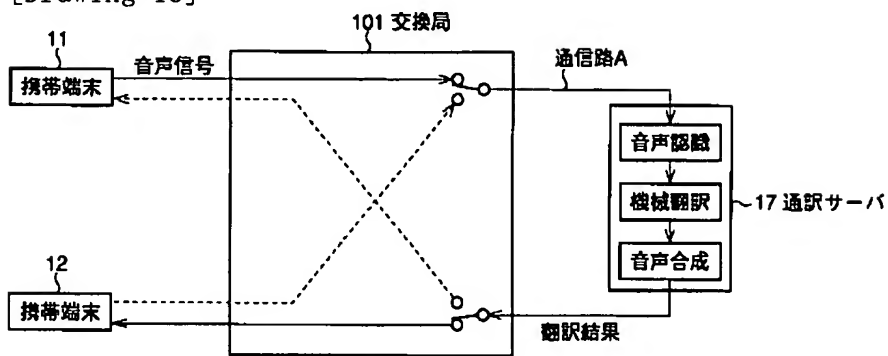 101 交換局
11
携帯端末
音声信号
通信路A
音声認識
機械翻訳
17 通訳サーバ
音声合成
12
携帯端末
翻訳結果